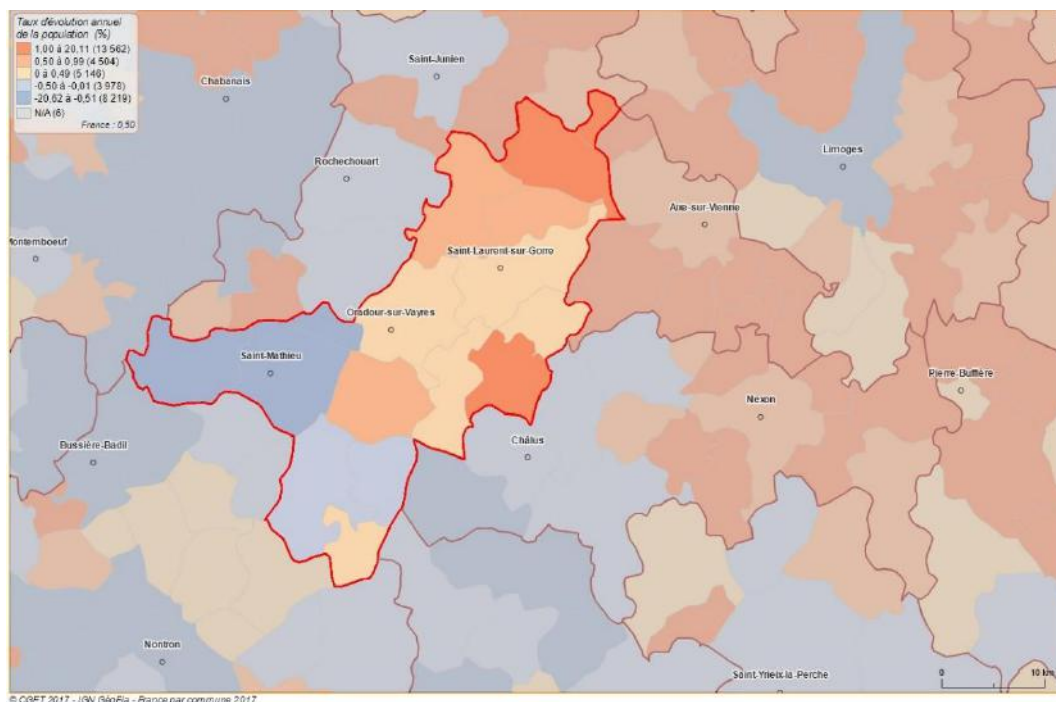 Taux d'évolution annuel
de la population (%)
1,00 à 20,11 (13 562)
0,50 à 0,99 (4 504)
0 à 0,49 (5 146)
-0,50 à -0,01 (3 978)
-20,62 à -0,51 (8 219)
N/A (6)
France : 0,50
Saint-Junien
Chabanais
Limoges
Rochechouart
Aixe-sur-Vienne
Montemboeuf
Saint-Laurent-sur-Gorre
Oradour-sur-Vayres
Saint-Mathieu
Pierre-Buffière
Nexon
Bussière-Badil
Châlus
Nontron
Saint-Yrieix-la-Perche
0 10 km
© CGET 2017 - IGN GéoFla - France par commune 2017